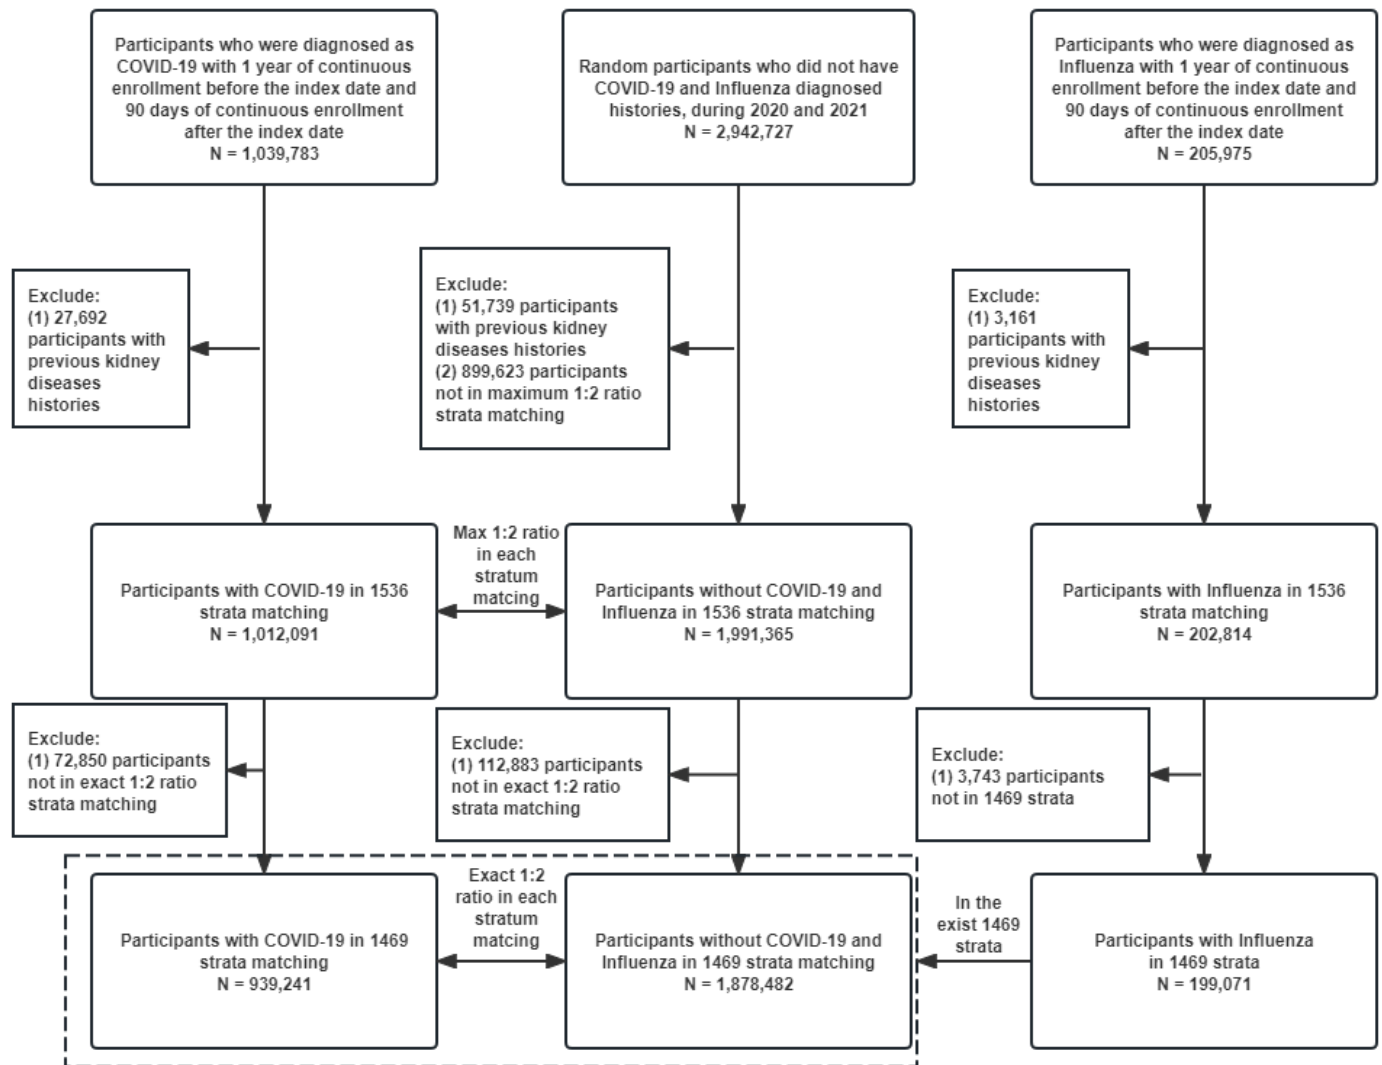 Participants who were diagnosed as
COVID-19 with 1 year of continuous
enrollment before the index date and
90 days of continuous enrollment
after the index date
N = 1,039,783
Random participants who did not have
COVID-19 and Influenza diagnosed
histories, during 2020 and 2021
N = 2,942,727
Participants who were diagnosed as
Influenza with 1 year of continuous
enrollment before the index date and
90 days of continuous enrollment
after the index date
N = 205,975
Exclude:
(1) 27,692
participants with
previous kidney
diseases
histories
Exclude:
(1) 51,739 participants
with previous kidney
diseases histories
(2) 899,623 participants
not in maximum 1:2 ratio
strata matching
Exclude:
(1) 3,161
participants with
previous kidney
diseases
histories
Participants with COVID-19 in 1536
strata matching
N = 1,012,091
Max 1:2 ratio
in each
stratum
matcing
Participants without COVID-19 and
Influenza in 1536 strata matching
N = 1,991,365
Participants with Influenza in 1536
strata matching
N = 202,814
Exclude:
(1) 72,850 participants
not in exact 1:2 ratio
strata matching
Exclude:
(1) 112,883 participants
not in exact 1:2 ratio
strata matching
Exclude:
(1) 3,743 participants
not in 1469 strata
Participants with COVID-19 in 1469
strata matching
N = 939,241
Exact 1:2
ratio in each
stratum
matcing
Participants without COVID-19 and
Influenza in 1469 strata matching
N = 1,878,482
In the
exist 1469
strata
Participants with Influenza
in 1469 strata
N = 199,071